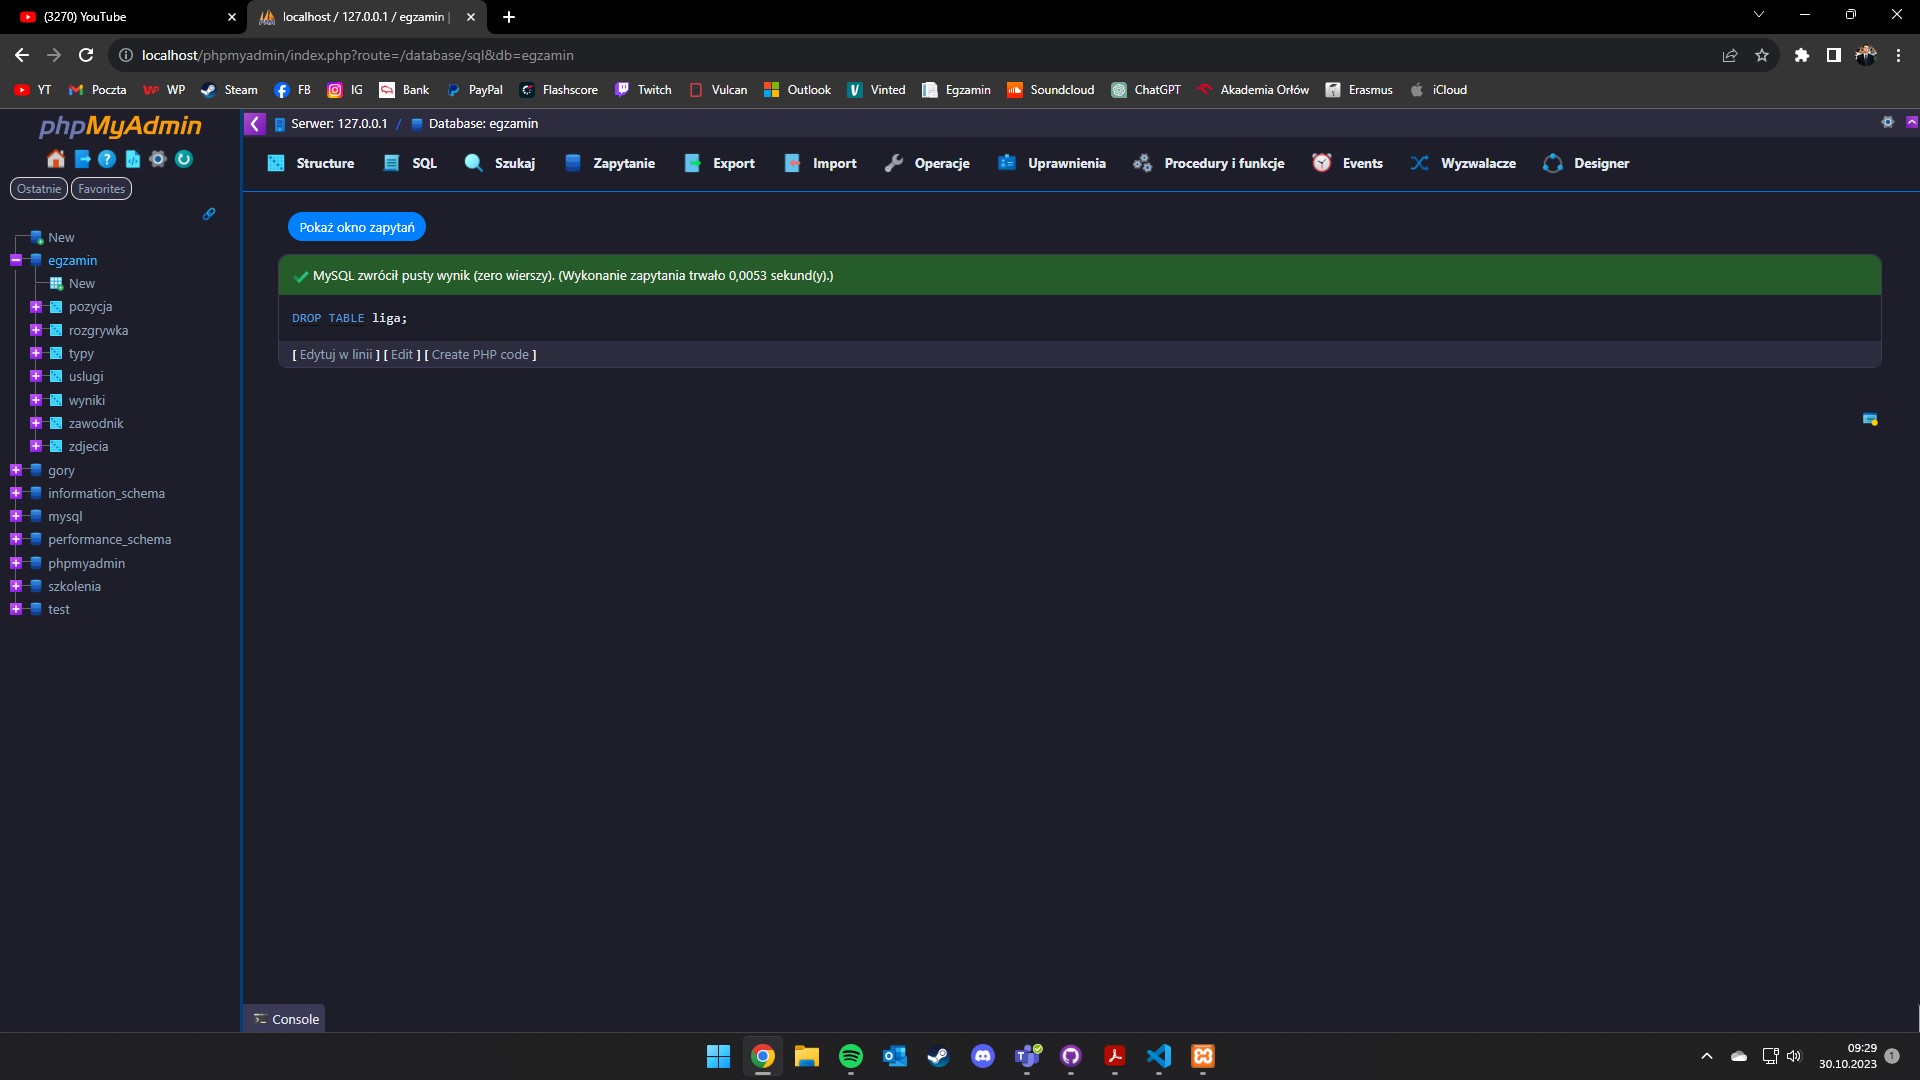 (3270) YouTube
localhost / 127.0.0.1 / egzamin |
localhost/phpmyadmin/index.php?route=/database/sql&db=egzamin
YT Poczta WP Steam FB IG Bank PayPal Flashscore Twitch Vulcan Outlook Vinted Egzamin Soundcloud ChatGPT Akademia Orłów Erasmus iCloud
phpMyAdmin
Ostatnie Favorites
New
egzamin
New
pozycja
rozgrywka
typy
uslugi
wyniki
zawodnik
zdjecia
gory
information_schema
mysql
performance_schema
phpmyadmin
szkolenia
test
Serwer: 127.0.0.1 / Database: egzamin
Structure SQL Szukaj Zapytanie Export Import Operacje Uprawnienia Procedury i funkcje Events Wyzwalacze Designer
Pokaż okno zapytań
MySQL zwrócił pusty wynik (zero wierszy). (Wykonanie zapytania trwało 0,0053 sekund(y).)
DROP TABLE liga;
[ Edytuj w linii ] [ Edit ] [ Create PHP code ]
Console
09:29
30.10.2023
1